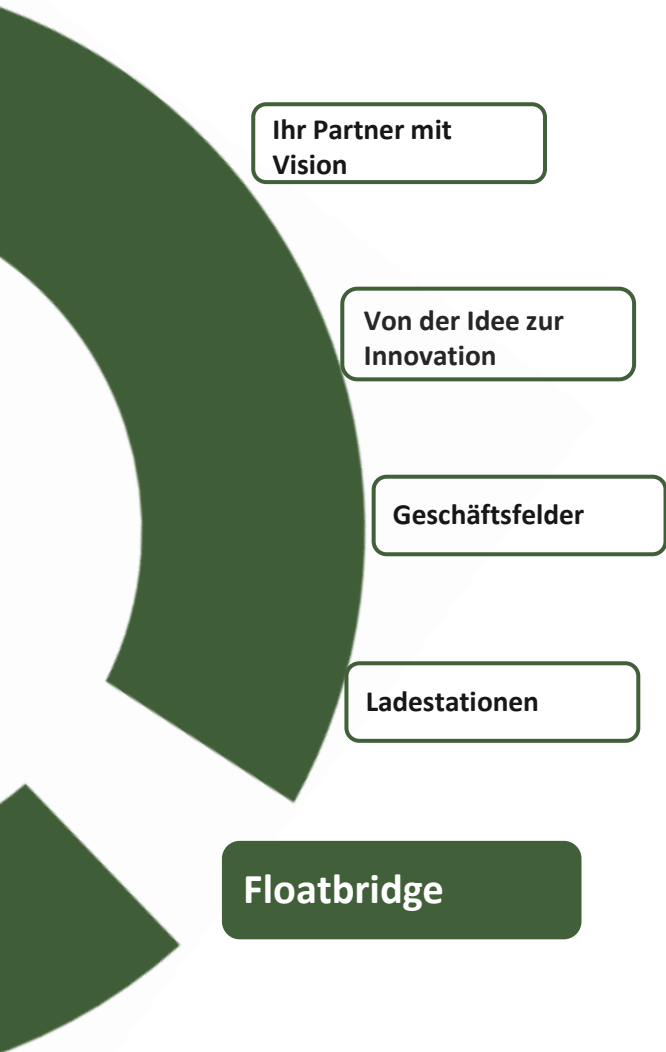 Ihr Partner mit
Vision
Von der Idee zur
Innovation
Geschäftsfelder
Ladestationen
Floatbridge